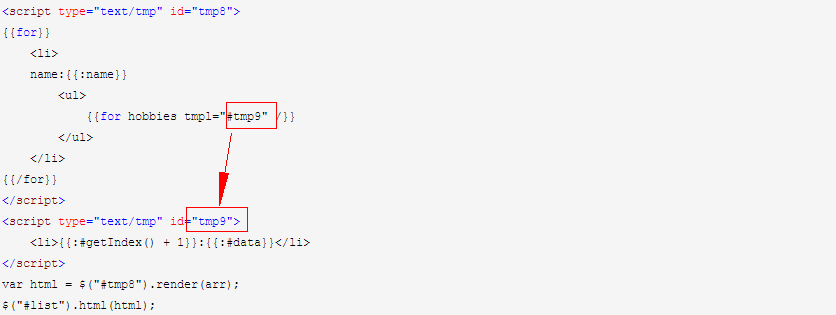 <script type="text/tmp" id="tmp8">
{{for}}
<li>
name:{{:name}}
<ul>
{{for hobbies tmpl="#tmp9" /}}
</ul>
</li>
{{/for}}
</script>
<script type="text/tmp" id="tmp9">
<li>{{:#getIndex() + 1}}:{{:#data}}</li>
</script>
var html = $("#tmp8").render(arr);
$("#list").html(html);